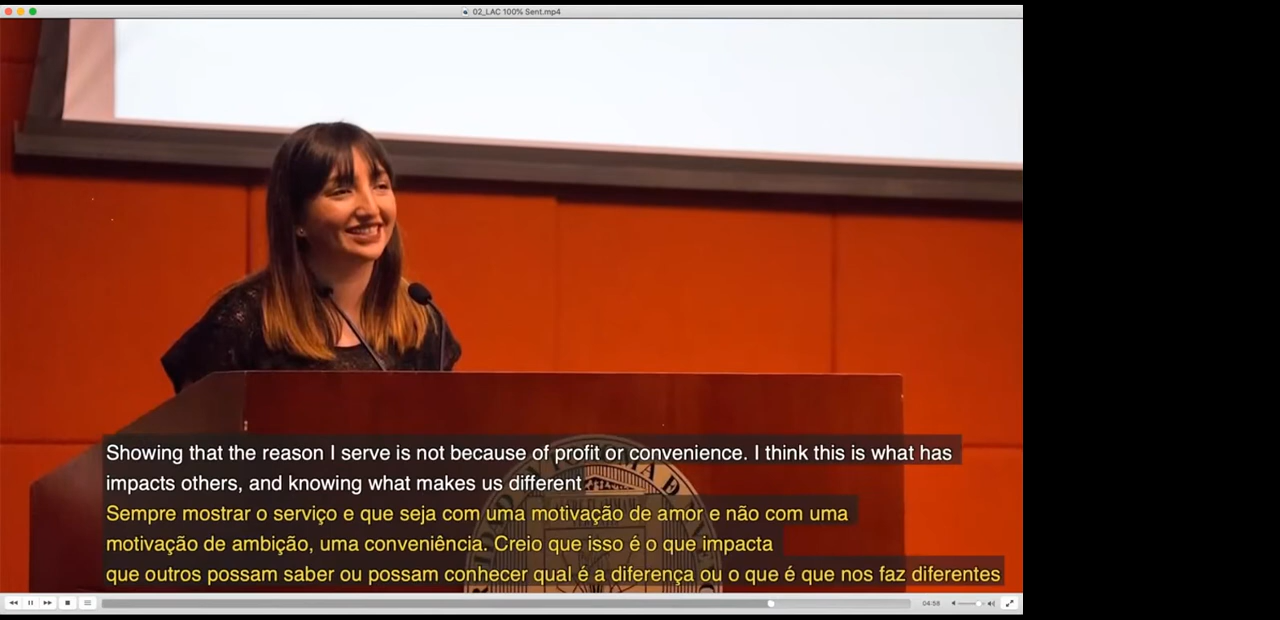 02_LAC 100% Sent.mp4
Showing that the reason I serve is not because of profit or convenience. I think this is what has
impacts others, and knowing what makes us different
Sempre mostrar o serviço e que seja com uma motivação de amor e não com uma
motivação de ambição, uma conveniência. Creio que isso é o que impacta
que outros possam saber ou possam conhecer qual é a diferença ou o que é que nos faz diferentes
04:58